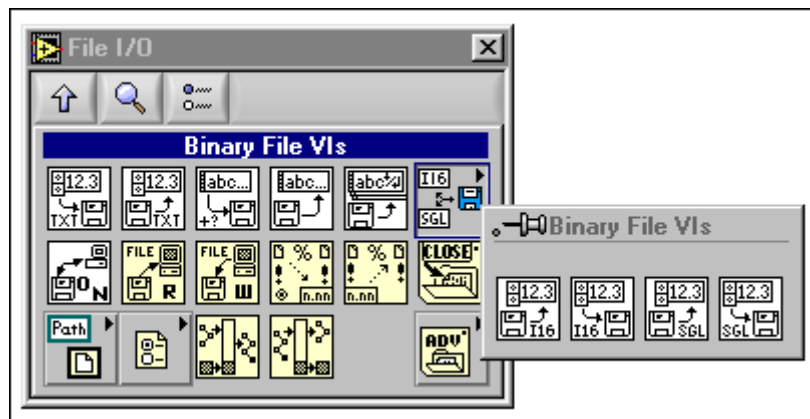 File I/O
Binary File VIs
12.3 12.3 abc... abc... abc I16
TXT TXT +? SGL
Binary File VIs
FILE FILE % % CLOSE
O N R W n.nn n.nn
12.3 12.3 12.3 12.3
I16 I16 SGL SGL
Path
ADV